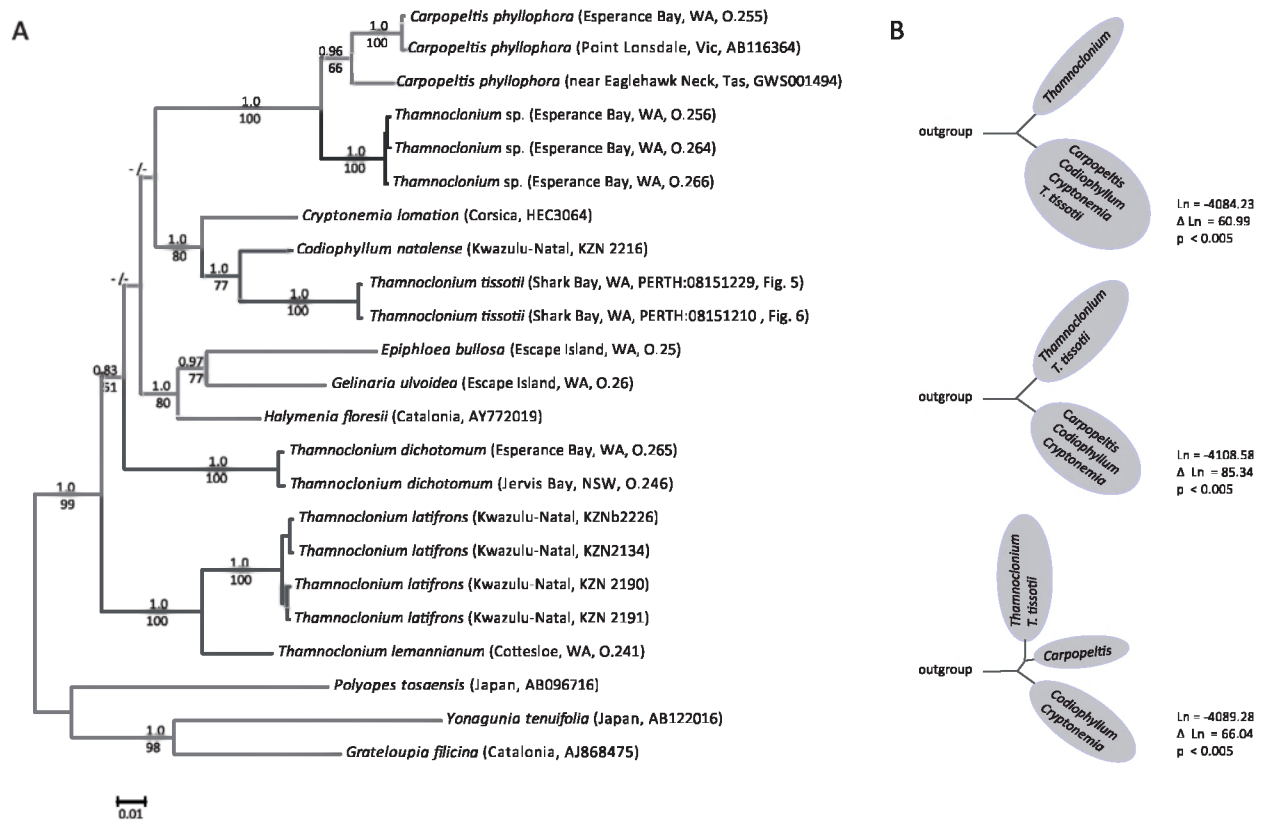 A
Carpopeltis phyllophora (Esperance Bay, WA, O.255)
1.0
100
Carpopeltis phyllophora (Point Lonsdale, Vic, AB116364)
0.96
66
Carpopeltis phyllophora (near Eaglehawk Neck, Tas, GWS001494)
1.0
100
Thamnoclonium sp. (Esperance Bay, WA, O.256)
Thamnoclonium sp. (Esperance Bay, WA, O.264)
1.0
100
Thamnoclonium sp. (Esperance Bay, WA, O.266)
-/-
Cryptonemia lomation (Corsica, HEC3064)
1.0
80
Codiophyllum natalense (Kwazulu-Natal, KZN 2216)
1.0
77
-/-
Thamnoclonium tissotii (Shark Bay, WA, PERTH:08151229, Fig. 5)
1.0
100
Thamnoclonium tissotii (Shark Bay, WA, PERTH:08151210 , Fig. 6)
Epiphloea bullosa (Escape Island, WA, O.25)
0.97
77
0.83
51
Gelinaria ulvoidea (Escape Island, WA, O.26)
1.0
80
Halymenia floresii (Catalonia, AY772019)
Thamnoclonium dichotomum (Esperance Bay, WA, O.265)
1.0
100
Thamnoclonium dichotomum (Jervis Bay, NSW, O.246)
1.0
99
Thamnoclonium latifrons (Kwazulu-Natal, KZNb2226)
Thamnoclonium latifrons (Kwazulu-Natal, KZN2134)
1.0
100
Thamnoclonium latifrons (Kwazulu-Natal, KZN 2190)
1.0
100
Thamnoclonium latifrons (Kwazulu-Natal, KZN 2191)
Thamnoclonium lemannianum (Cottesloe, WA, O.241)
Polyopes tosaensis (Japan, AB096716)
Yonagunia tenuifolia (Japan, AB122016)
1.0
98
Grateloupia filicina (Catalonia, AJ868475)
0.01
B
Thamnoclonium
outgroup
Carpopeltis
Codiophyllum
Cryptonemia
T. tissotii
Ln = -4084.23
Δ Ln = 60.99
p < 0.005
Thamnoclonium
T. tissotii
outgroup
Carpopeltis
Codiophyllum
Cryptonemia
Ln = -4108.58
Δ Ln = 85.34
p < 0.005
Thamnoclonium
T. tissotii
Carpopeltis
outgroup
Codiophyllum
Cryptonemia
Ln = -4089.28
Δ Ln = 66.04
p < 0.005